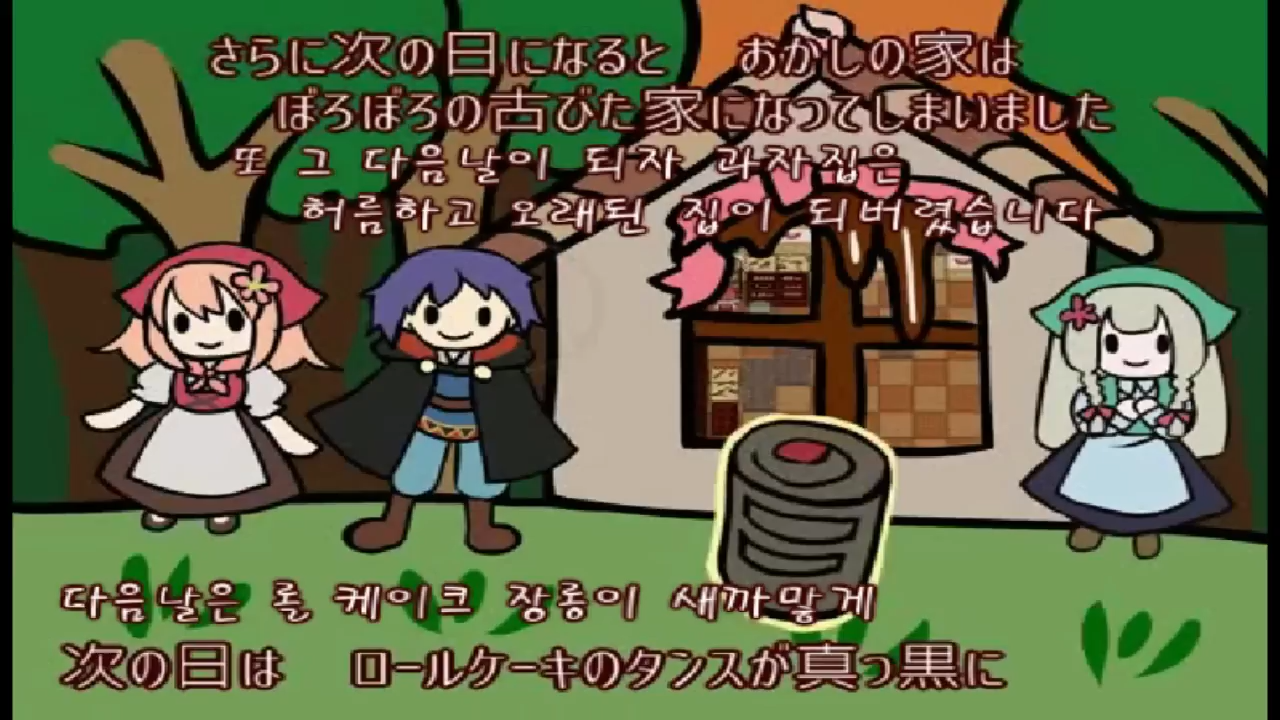 さらに次の日になると　おかしの家は
ぼろぼろの古びた家になってしまいました
또 그 다음날이 되자 과자집은
허름하고 오래된 집이 되버렸습니다
다음날은 롤 케이크 장롱이 새까맣게
次の日は　ロールケーキのタンスが真っ黒に